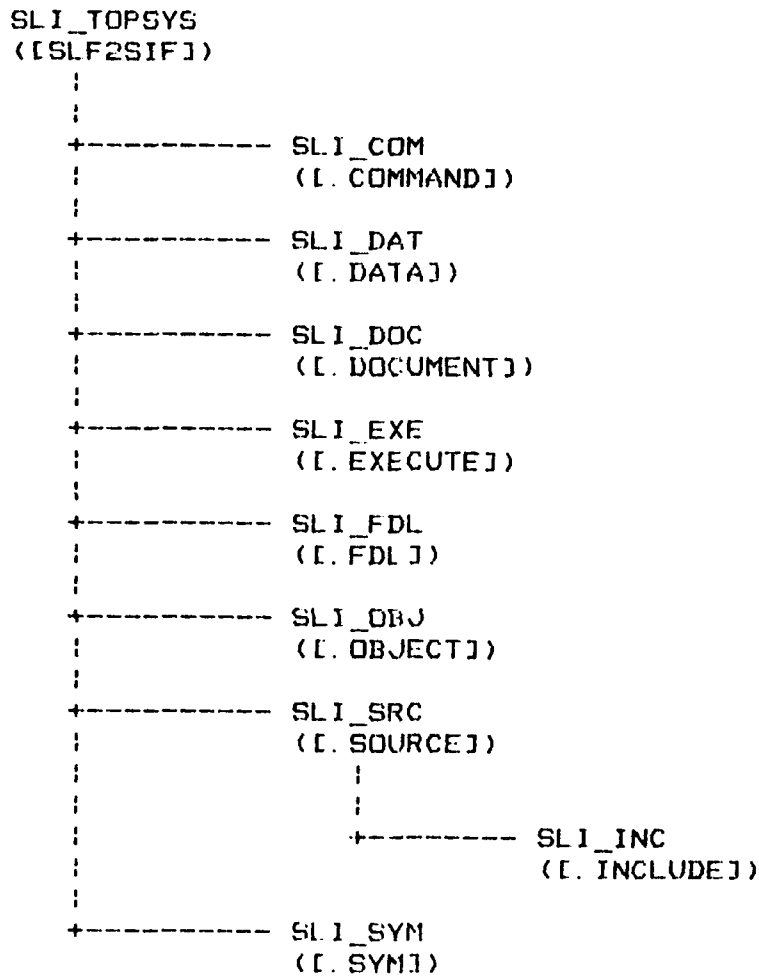 SLI_TOPSYS
([SLF2SIF])
+----------- SLI_COM
([.COMMAND])
+----------- SLI_DAT
([.DATA])
+----------- SLI_DOC
([.DOCUMENT])
+----------- SLI_EXE
([.EXECUTE])
+----------- SLI_FDL
([.FDL])
+----------- SLI_OBJ
([.OBJECT])
+----------- SLI_SRC
([.SOURCE])
+--------- SLI_INC
([.INCLUDE])
+----------- SLI_SYM
([.SYM])